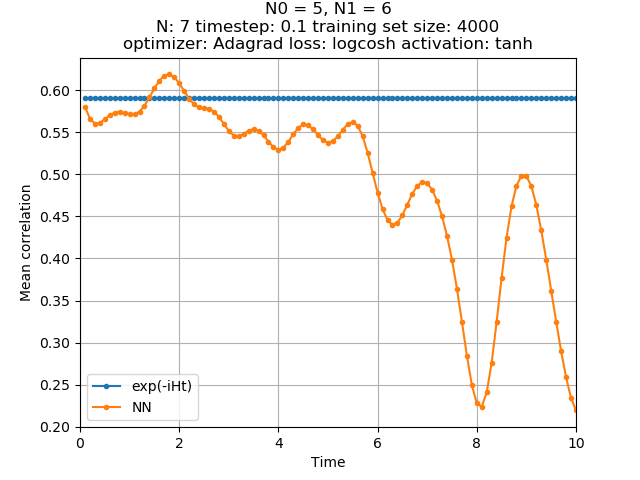 N0 = 5, N1 = 6
N: 7 timestep: 0.1 training set size: 4000
optimizer: Adagrad loss: logcosh activation: tanh
0.60
0.55
0.50
0.45
0.40
0.35
0.30
0.25
0.20
Mean correlation
exp(-iHt)
NN
0
2
4
6
8
10
Time